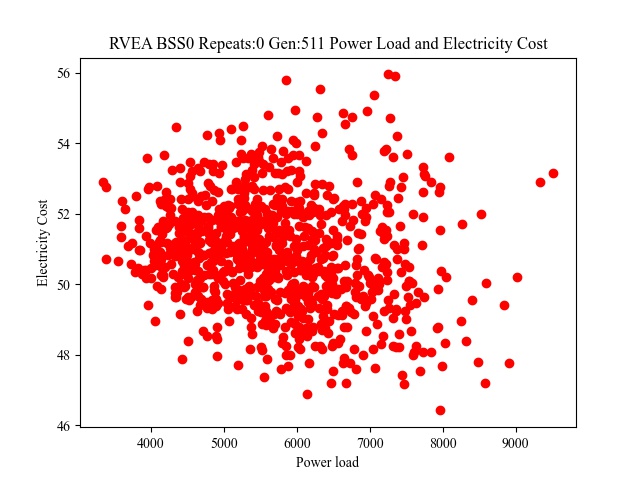 RVEA BSS0 Repeats:0 Gen:511 Power Load and Electricity Cost
56
54
52
50
48
46
Electricity Cost
4000 5000 6000 7000 8000 9000
Power load